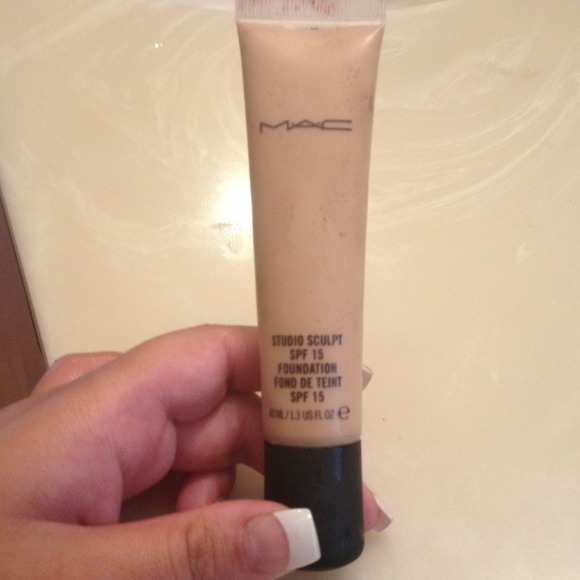 MAC
STUDIO SCULPT
SPF 15
FOUNDATION
FOND DE TEINT
SPF 15
40 ML / 1.3 US FL OZ ℮